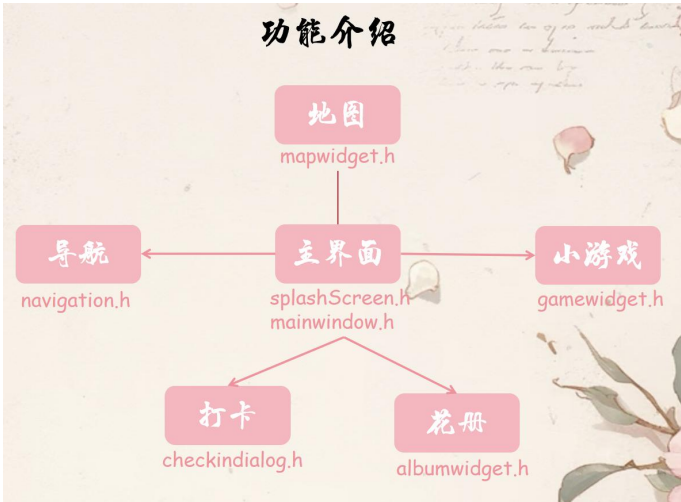 功能介绍
地图
mapwidget.h
导航
navigation.h
主界面
splashScreen.h
mainwindow.h
小游戏
gamewidget.h
打卡
checkindialog.h
花册
albumwidget.h